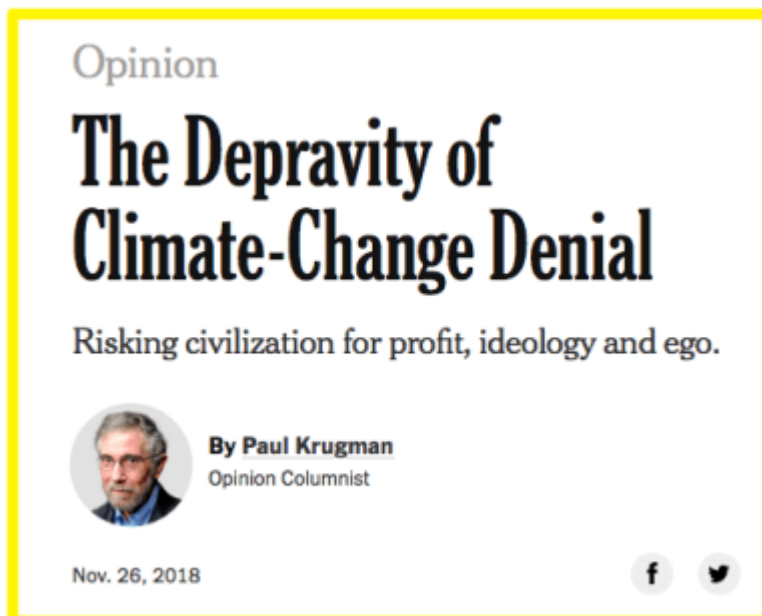 Opinion
The Depravity of
Climate-Change Denial
Risking civilization for profit, ideology and ego.
By Paul Krugman
Opinion Columnist
Nov. 26, 2018